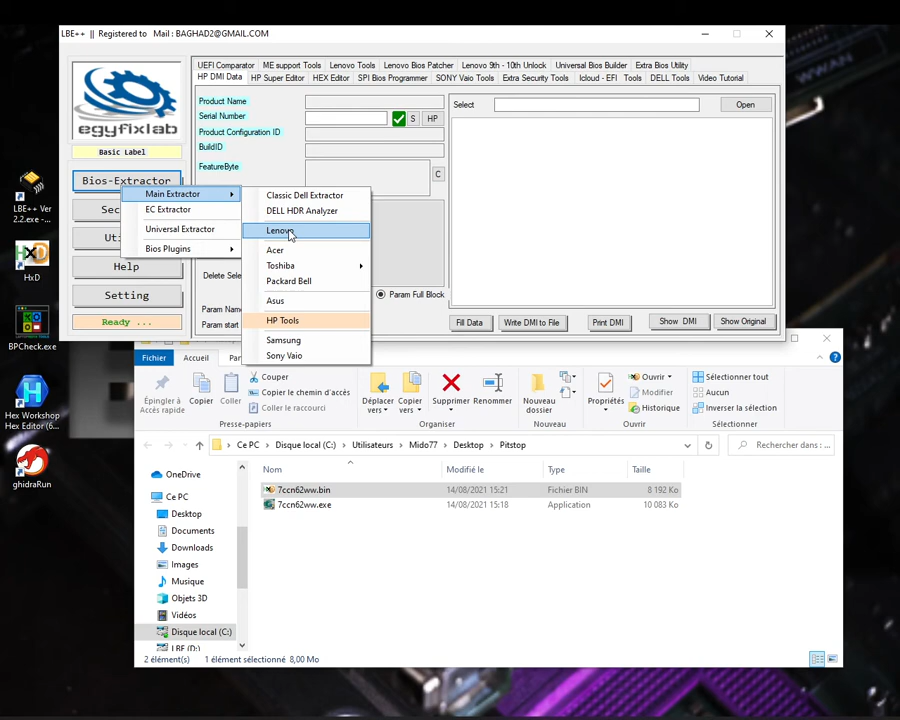 LBE++ || Registered to Mail : BAGHAD2@GMAIL.COM
egyfixlab
Basic Label
Bios-Extractor
Sec
Uti
Help
Setting
Ready ...
UEFI Comparator ME support Tools Lenovo Tools Lenovo Bios Patcher Lenovo 9th - 10th Unlock Universal Bios Builder Extra Bios Utility
HP DMI Data HP Super Editor HEX Editor SPI Bios Programmer SONY Vaio Tools Extra Security Tools Icloud - EFI Tools DELL Tools Video Tutorial
Product Name
Serial Number S HP
Product Configuration ID
BuildID
FeatureByte C
Delete Sele
Param Nam
Param start
Param Full Block
Select Open
Fill Data Write DMI to File Print DMI Show DMI Show Original
Main Extractor
EC Extractor
Universal Extractor
Bios Plugins
Classic Dell Extractor
DELL HDR Analyzer
Lenovo
Acer
Toshiba
Packard Bell
Asus
HP Tools
Samsung
Sony Vaio
WWAN
LBE++ Ver
2.2.exe -...
HxD
BPCheck.exe
Hex Workshop
Hex Editor (6...
ghidraRun
Fichier Accueil Par
Épingler à
Accès rapide
Copier
Coller
Couper
Copier le chemin d'accès
Coller le raccourci
Presse-papiers
Déplacer
vers
Copier
vers
Supprimer
Renommer
Organiser
Nouveau
dossier
Nouveau
Propriétés
Ouvrir
Modifier
Historique
Ouvrir
Sélectionner tout
Aucun
Inverser la sélection
Sélectionner
Ce PC Disque local (C:) Utilisateurs Mido77 Desktop Pitstop
Rechercher dans : ...
Nom Modifié le Type Taille
7ccn62ww.bin 14/08/2021 15:21 Fichier BIN 8 192 Ko
7ccn62ww.exe 14/08/2021 15:18 Application 10 083 Ko
OneDrive
Ce PC
Desktop
Documents
Downloads
Images
Musique
Objets 3D
Vidéos
Disque local (C:)
LBE (D:)
2 élément(s) 1 élément sélectionné 8,00 Mo